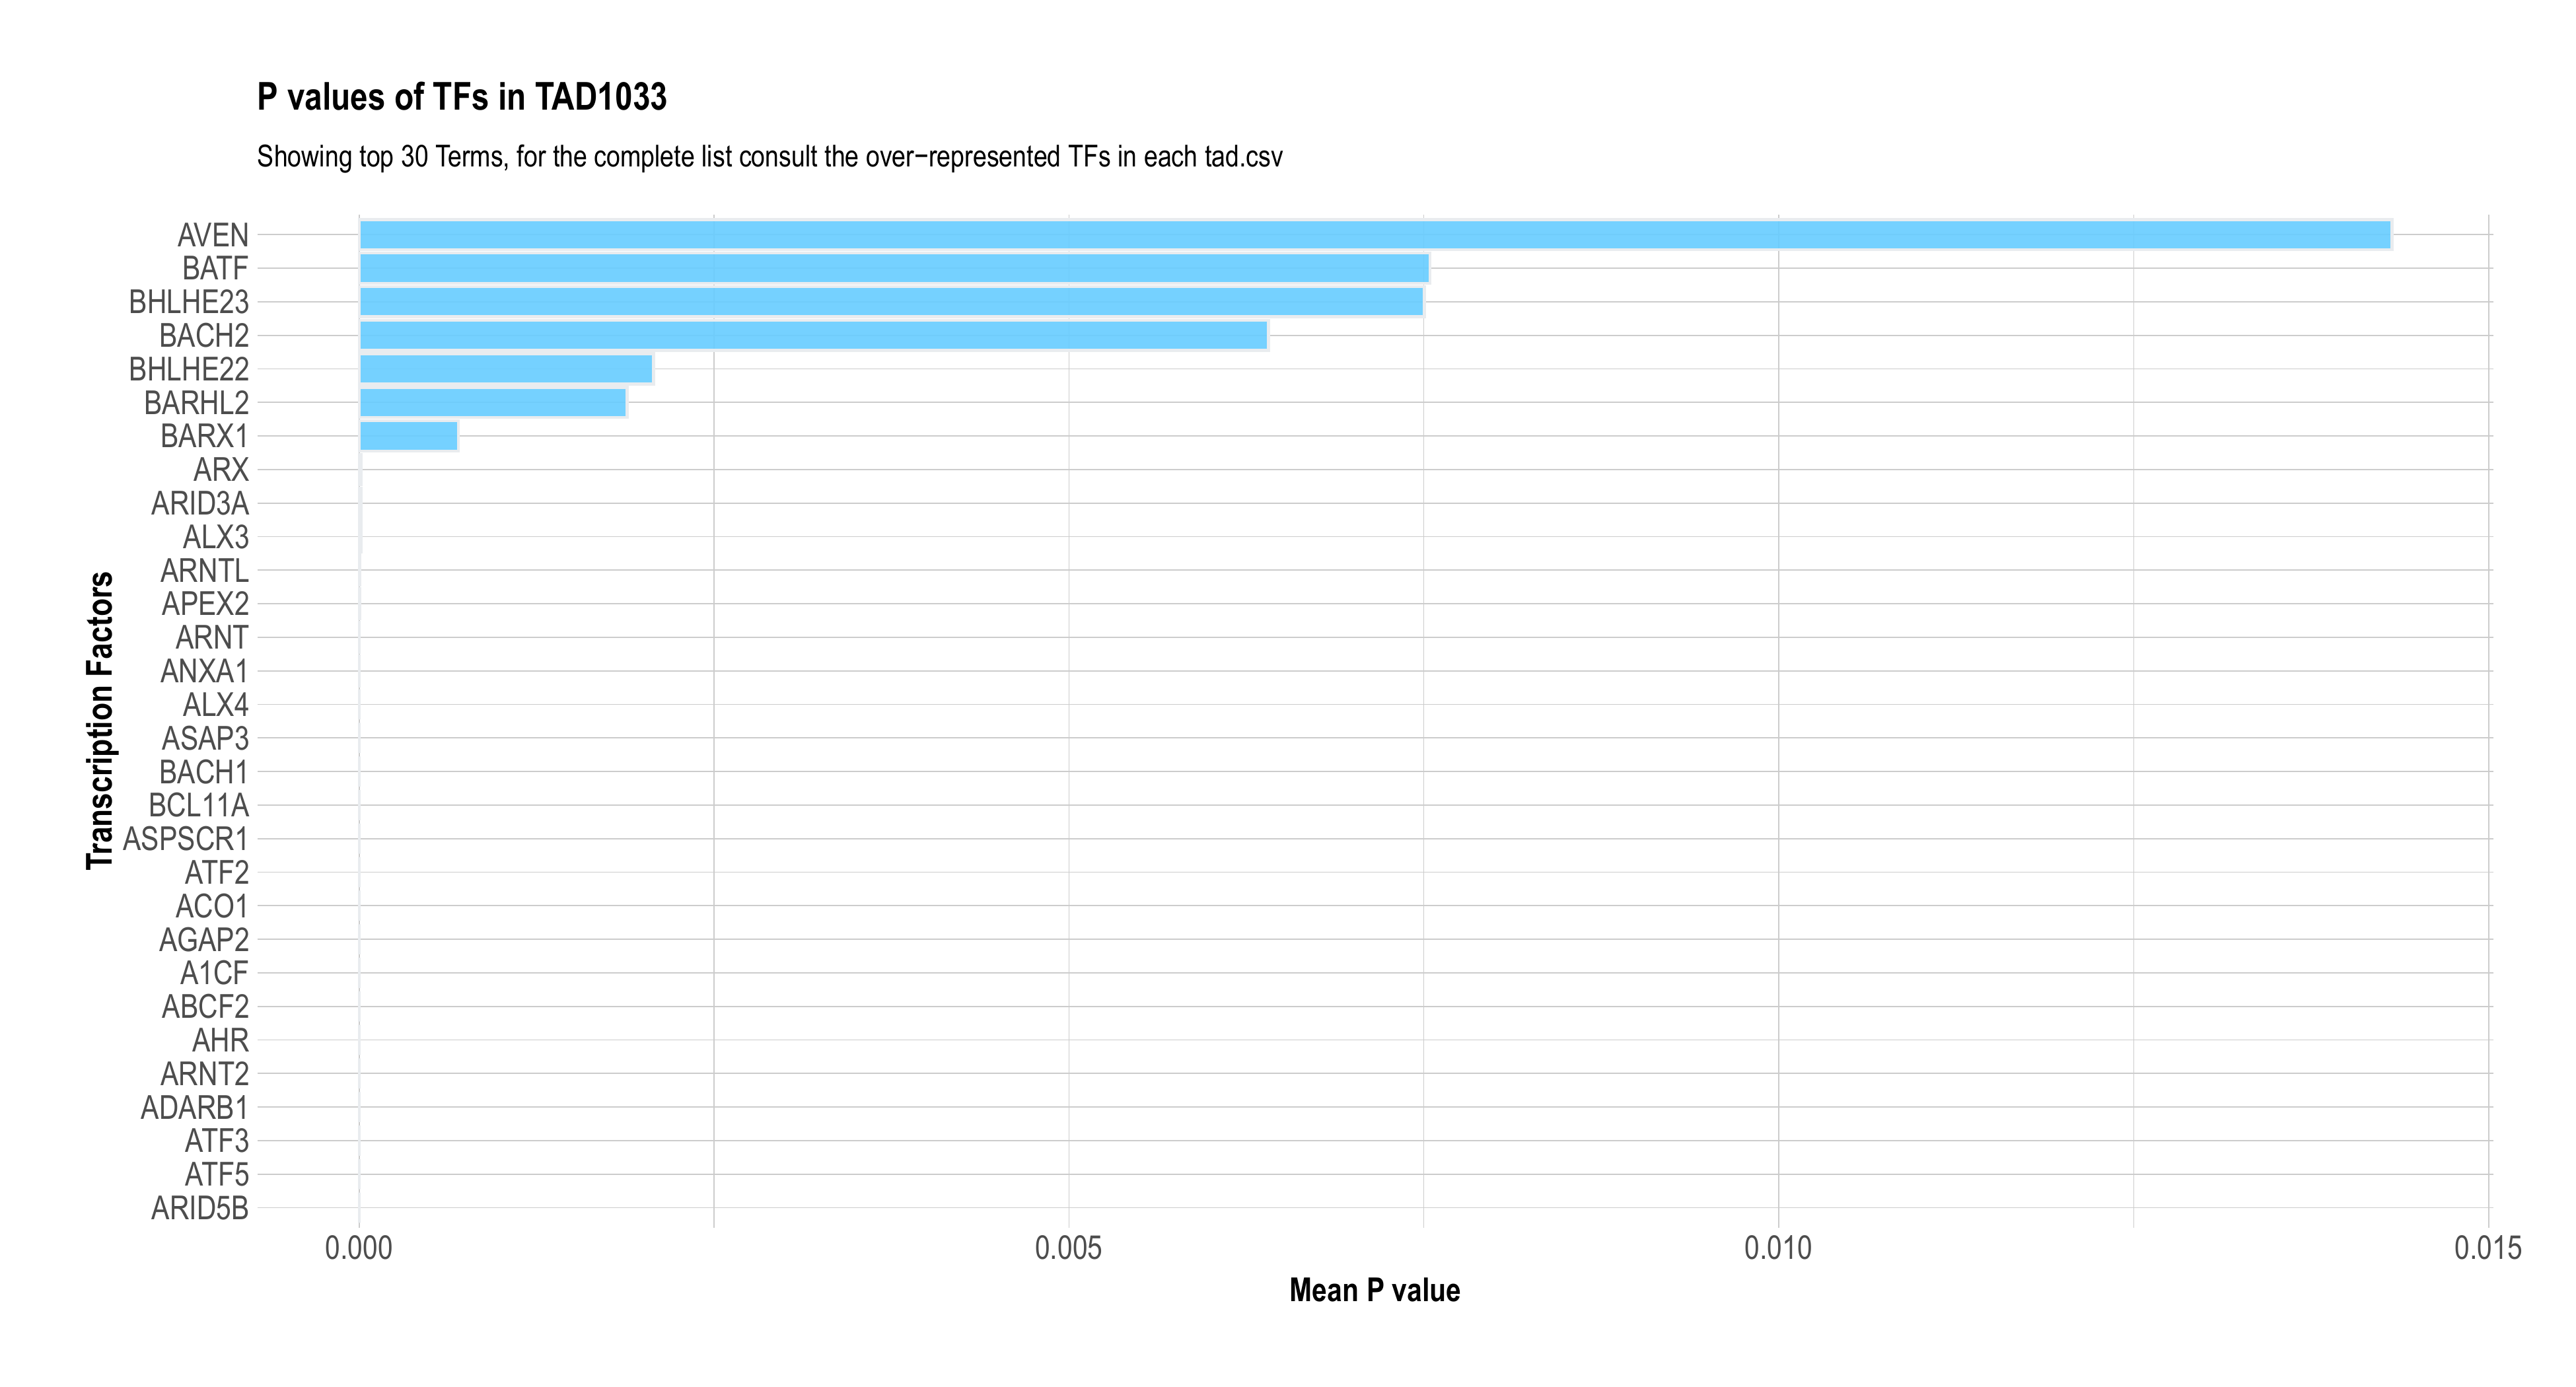 P values of TFs in TAD1033
Showing top 30 Terms, for the complete list consult the over−represented TFs in each tad.csv
Transcription Factors
AVEN
BATF
BHLHE23
BACH2
BHLHE22
BARHL2
BARX1
ARX
ARID3A
ALX3
ARNTL
APEX2
ARNT
ANXA1
ALX4
ASAP3
BACH1
BCL11A
ASPSCR1
ATF2
ACO1
AGAP2
A1CF
ABCF2
AHR
ARNT2
ADARB1
ATF3
ATF5
ARID5B
0.000 0.005 0.010 0.015
Mean P value